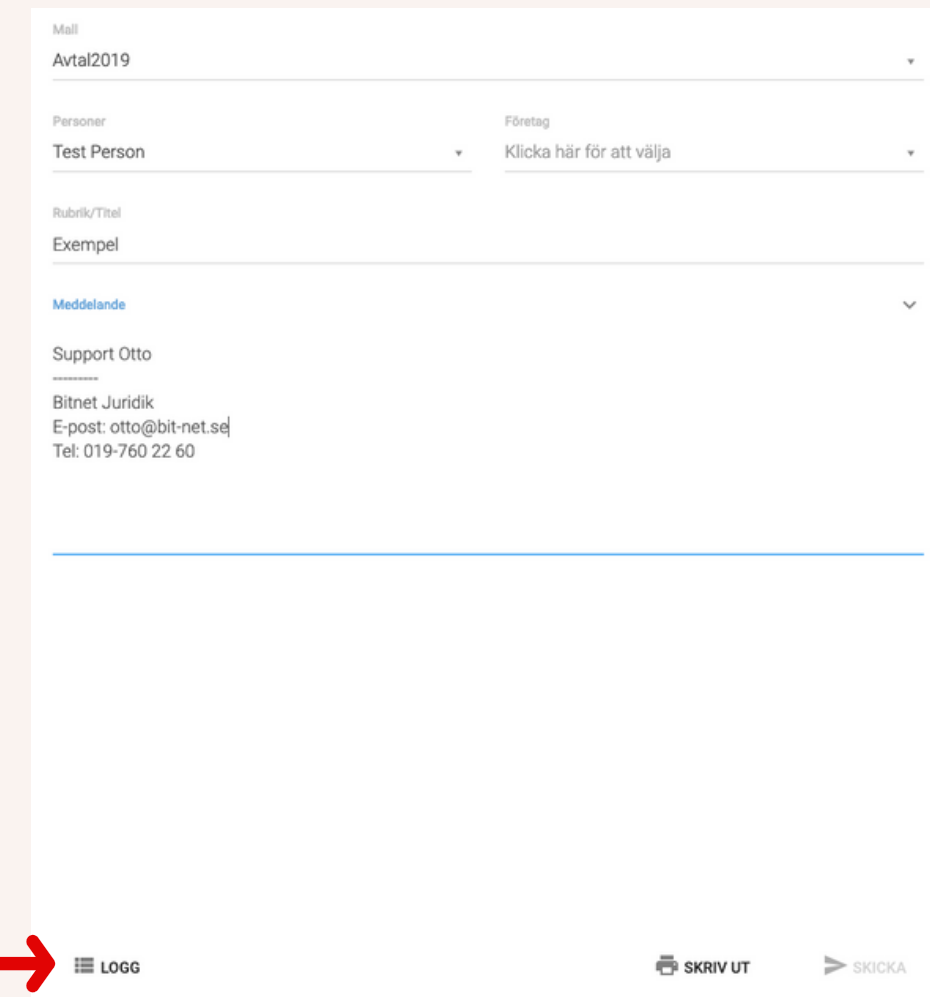 Mall
Avtal2019
Personer
Företag
Test Person
Klicka här för att välja
Rubrik/Titel
Exempel
Meddelande
Support Otto
---------
Bitnet Juridik
E-post: otto@bit-net.se
Tel: 019-760 22 60
LOGG
SKRIV UT
SKICKA